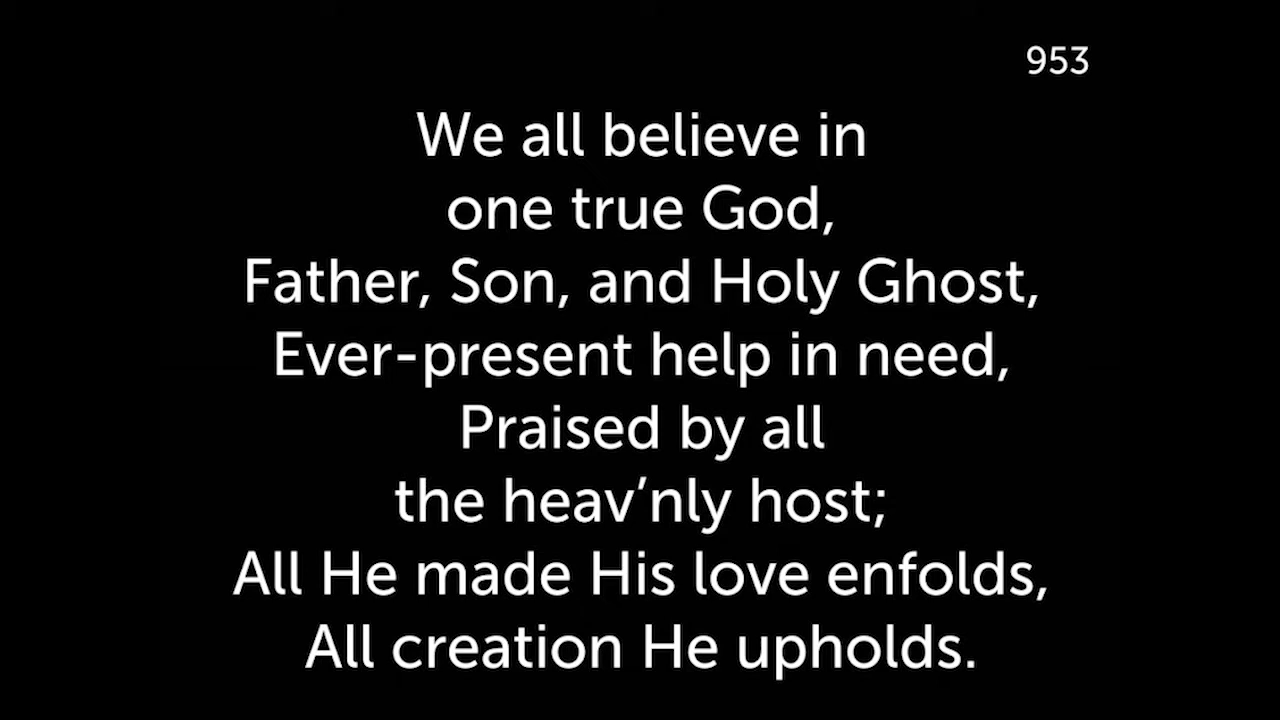 953
We all believe in
one true God,
Father, Son, and Holy Ghost,
Ever-present help in need,
Praised by all
the heav’nly host;
All He made His love enfolds,
All creation He upholds.